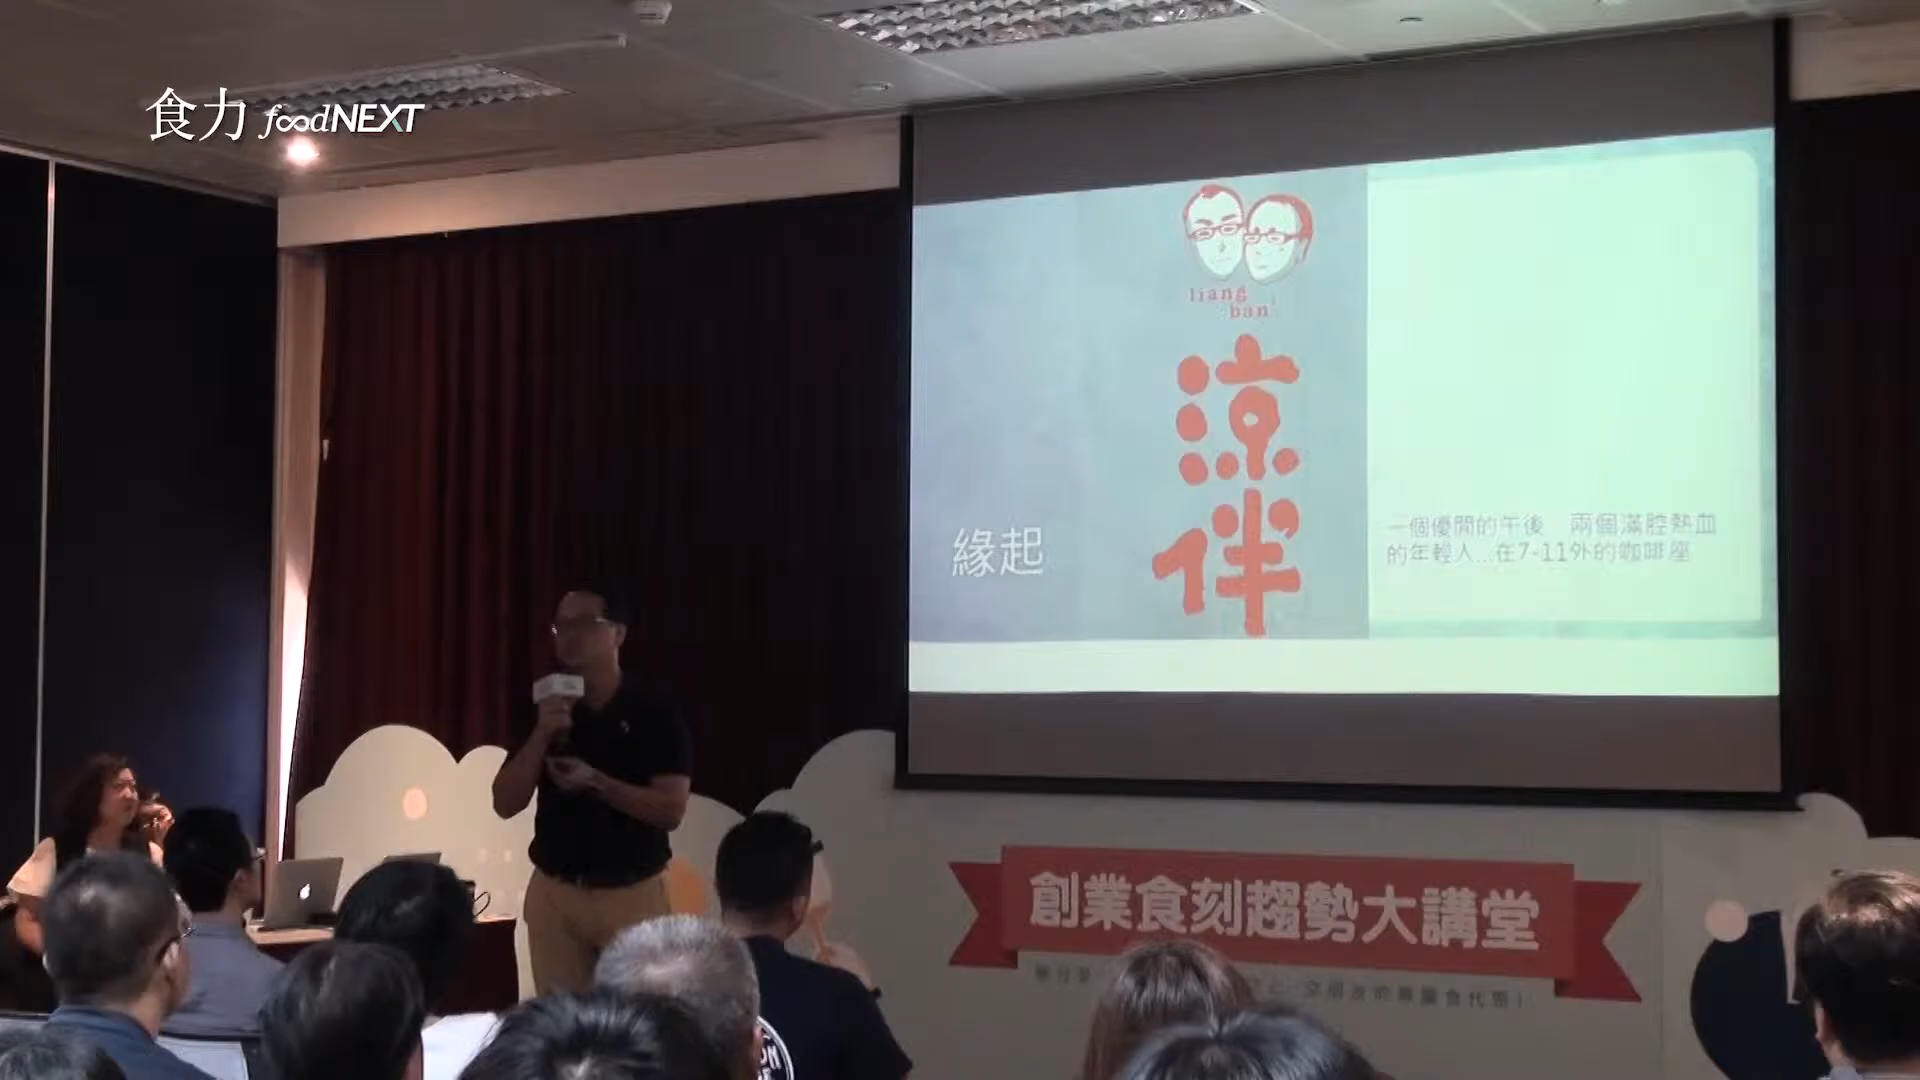 食力 foodNEXT
liang
ban
涼伴
緣起
一個優閒的午後　兩個滿腔熱血
的年輕人...在7-11外的咖啡座
創業食刻趨勢大講堂